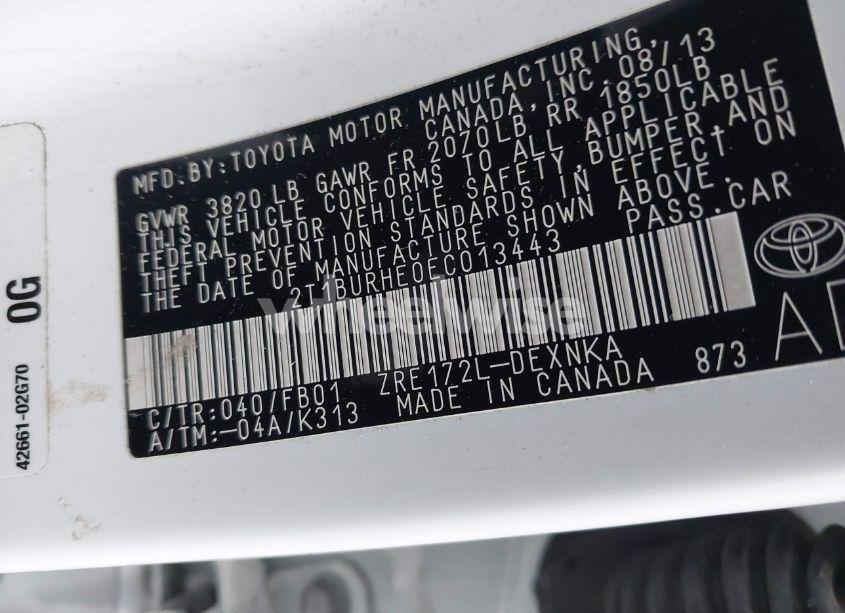 MFD.BY:TOYOTA MOTOR MANUFACTURING,
CANADA, INC. 08/13
GVWR 3820 LB GAWR FR 2070LB RR 1850LB
THIS VEHICLE CONFORMS TO ALL APPLICABLE
FEDERAL MOTOR VEHICLE SAFETY,BUMPER AND
THEFT PREVENTION STANDARDS IN EFFECT ON
THE DATE OF MANUFACTURE SHOWN ABOVE.
2T1BURHE0EC013443 PASS.CAR
wheelwise
C/TR:040/FB01 ZRE172L-DEXNKA 873
A/TM:-04A/K313 MADE IN CANADA
42661-02G70 0G